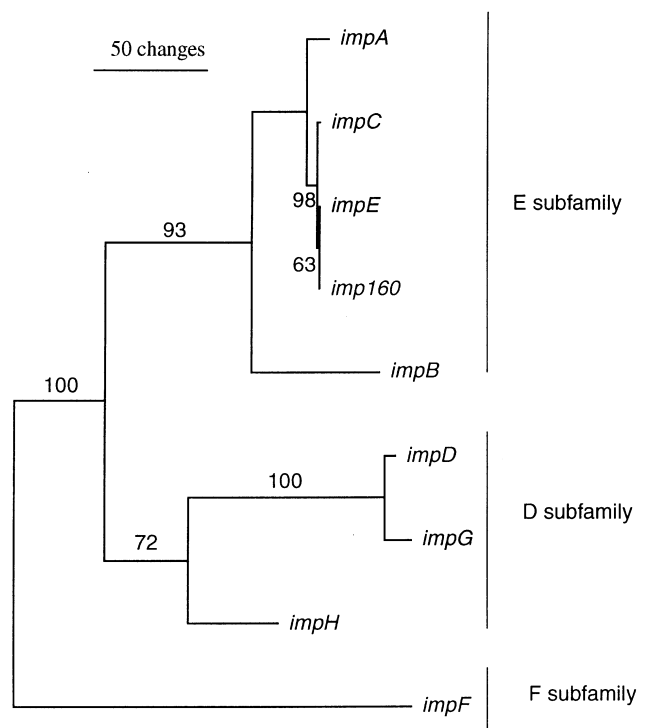 50 changes
impA
impC
98
impE
E subfamily
93
63
imp160
impB
100
impD
100
D subfamily
impG
72
impH
F subfamily
impF